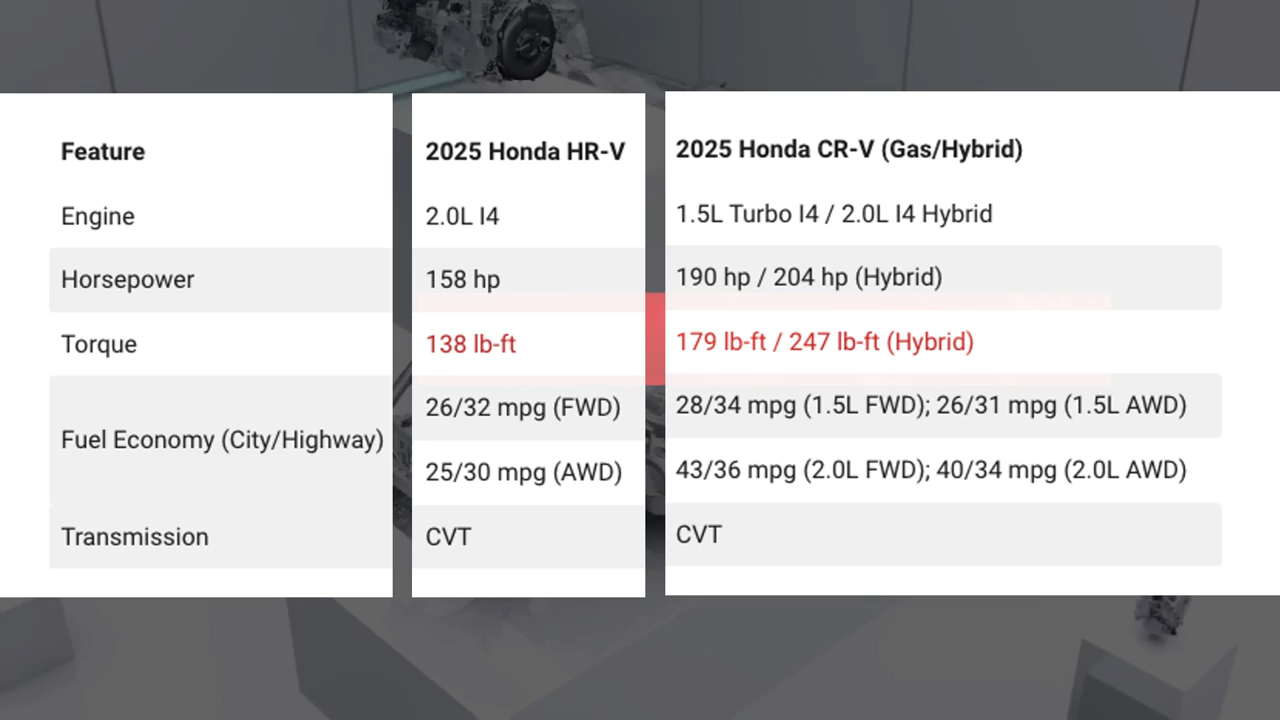 Feature 2025 Honda HR-V 2025 Honda CR-V (Gas/Hybrid)
Engine 2.0L I4 1.5L Turbo I4 / 2.0L I4 Hybrid
Horsepower 158 hp 190 hp / 204 hp (Hybrid)
Torque 138 lb-ft 179 lb-ft / 247 lb-ft (Hybrid)
Fuel Economy (City/Highway) 26/32 mpg (FWD) 28/34 mpg (1.5L FWD); 26/31 mpg (1.5L AWD)
25/30 mpg (AWD) 43/36 mpg (2.0L FWD); 40/34 mpg (2.0L AWD)
Transmission CVT CVT